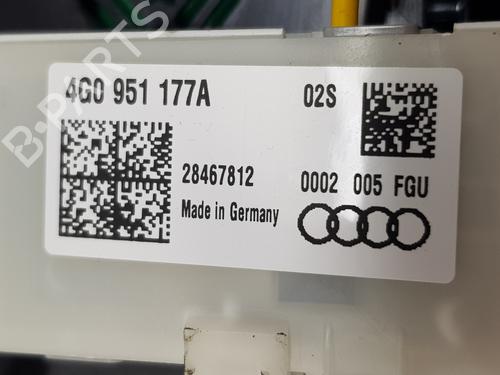 4G0 951 177A 02S
28467812 0002 005 FGU
Made in Germany
B-PARTS